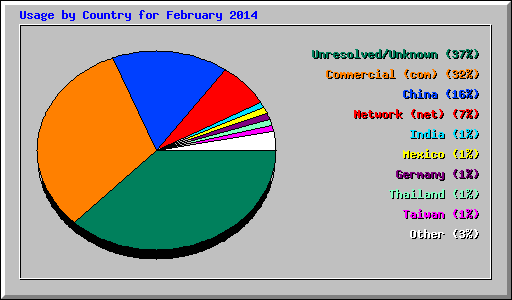 Usage by Country for February 2014
Unresolved/Unknown (37%)
Commercial (com) (32%)
China (16%)
Network (net) (7%)
India (1%)
Mexico (1%)
Germany (1%)
Thailand (1%)
Taiwan (1%)
Other (3%)